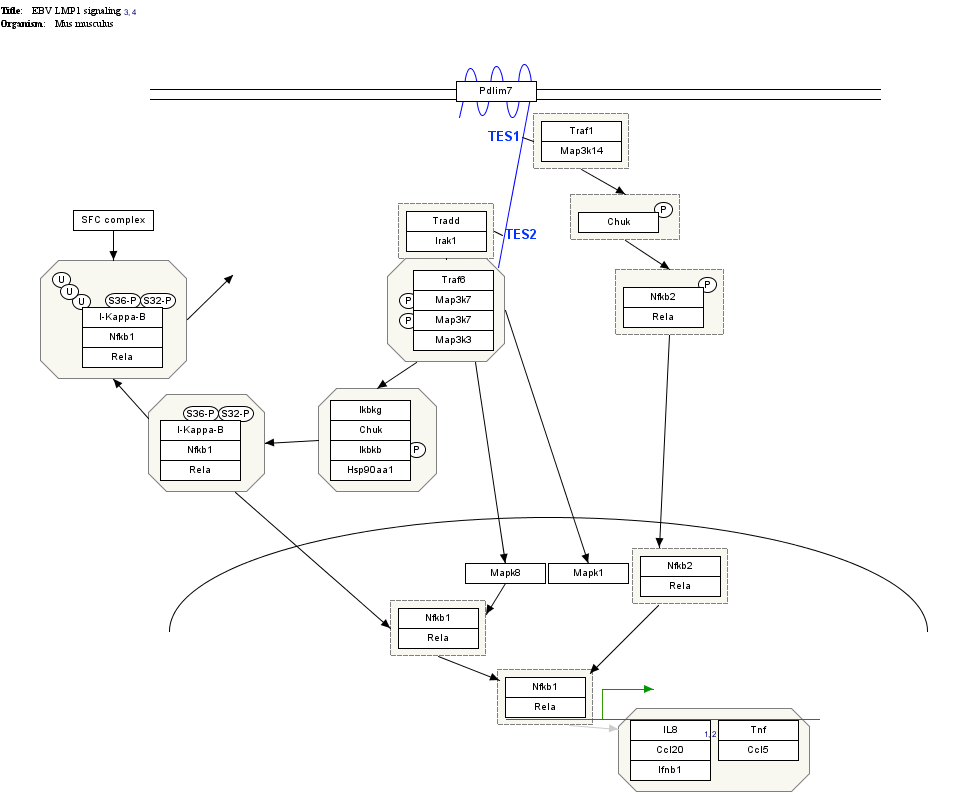 Title: EBV LMP1 signaling 3, 4
Organism: Mus musculus
Pdlim7
TES1
Traf1
Map3k14
P
Chuk
SFC complex
Tradd
Irak1
TES2
U
U
U
S36-P S32-P
I-Kappa-B
Nfkb1
Rela
Traf6
P Map3k7
P Map3k7
Map3k3
P
Nfkb2
Rela
S36-P S32-P
I-Kappa-B
Nfkb1
Rela
Ikbkg
Chuk
Ikbkb P
Hsp90aa1
Mapk8
Mapk1
Nfkb2
Rela
Nfkb1
Rela
Nfkb1
Rela
IL8 1,2 Tnf
Ccl20 Ccl5
Ifnb1